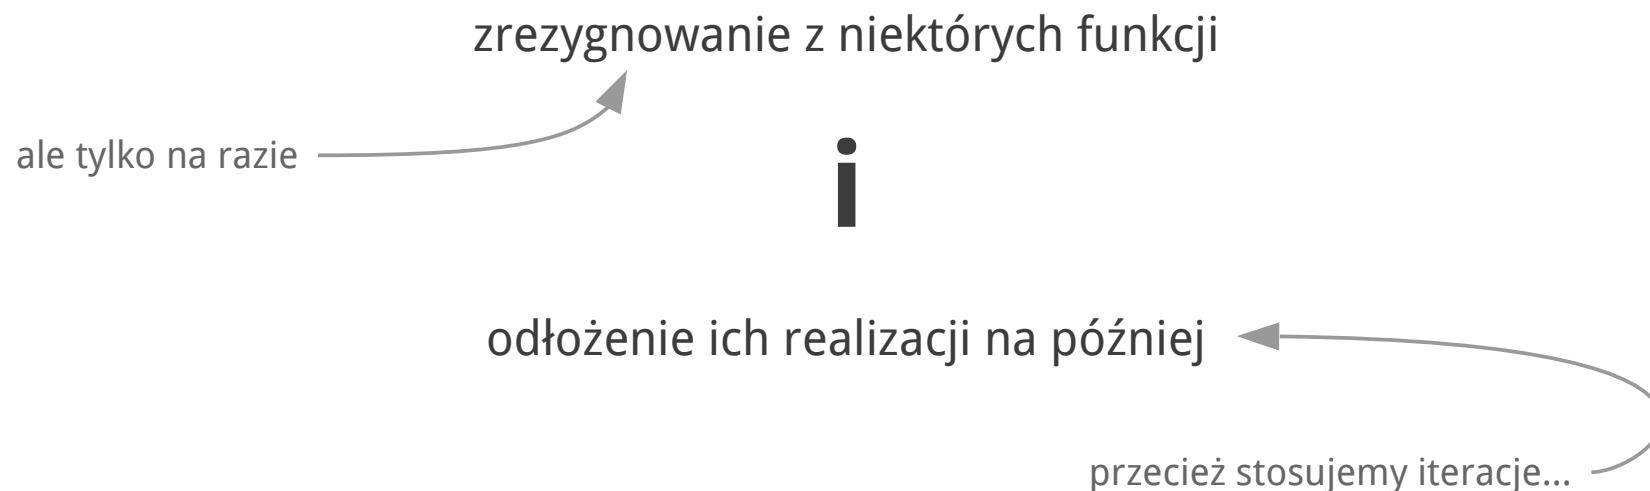 zrezygnowanie z niektórych funkcji
ale tylko na razie
i
odłożenie ich realizacji na później
przecież stosujemy iteracje...